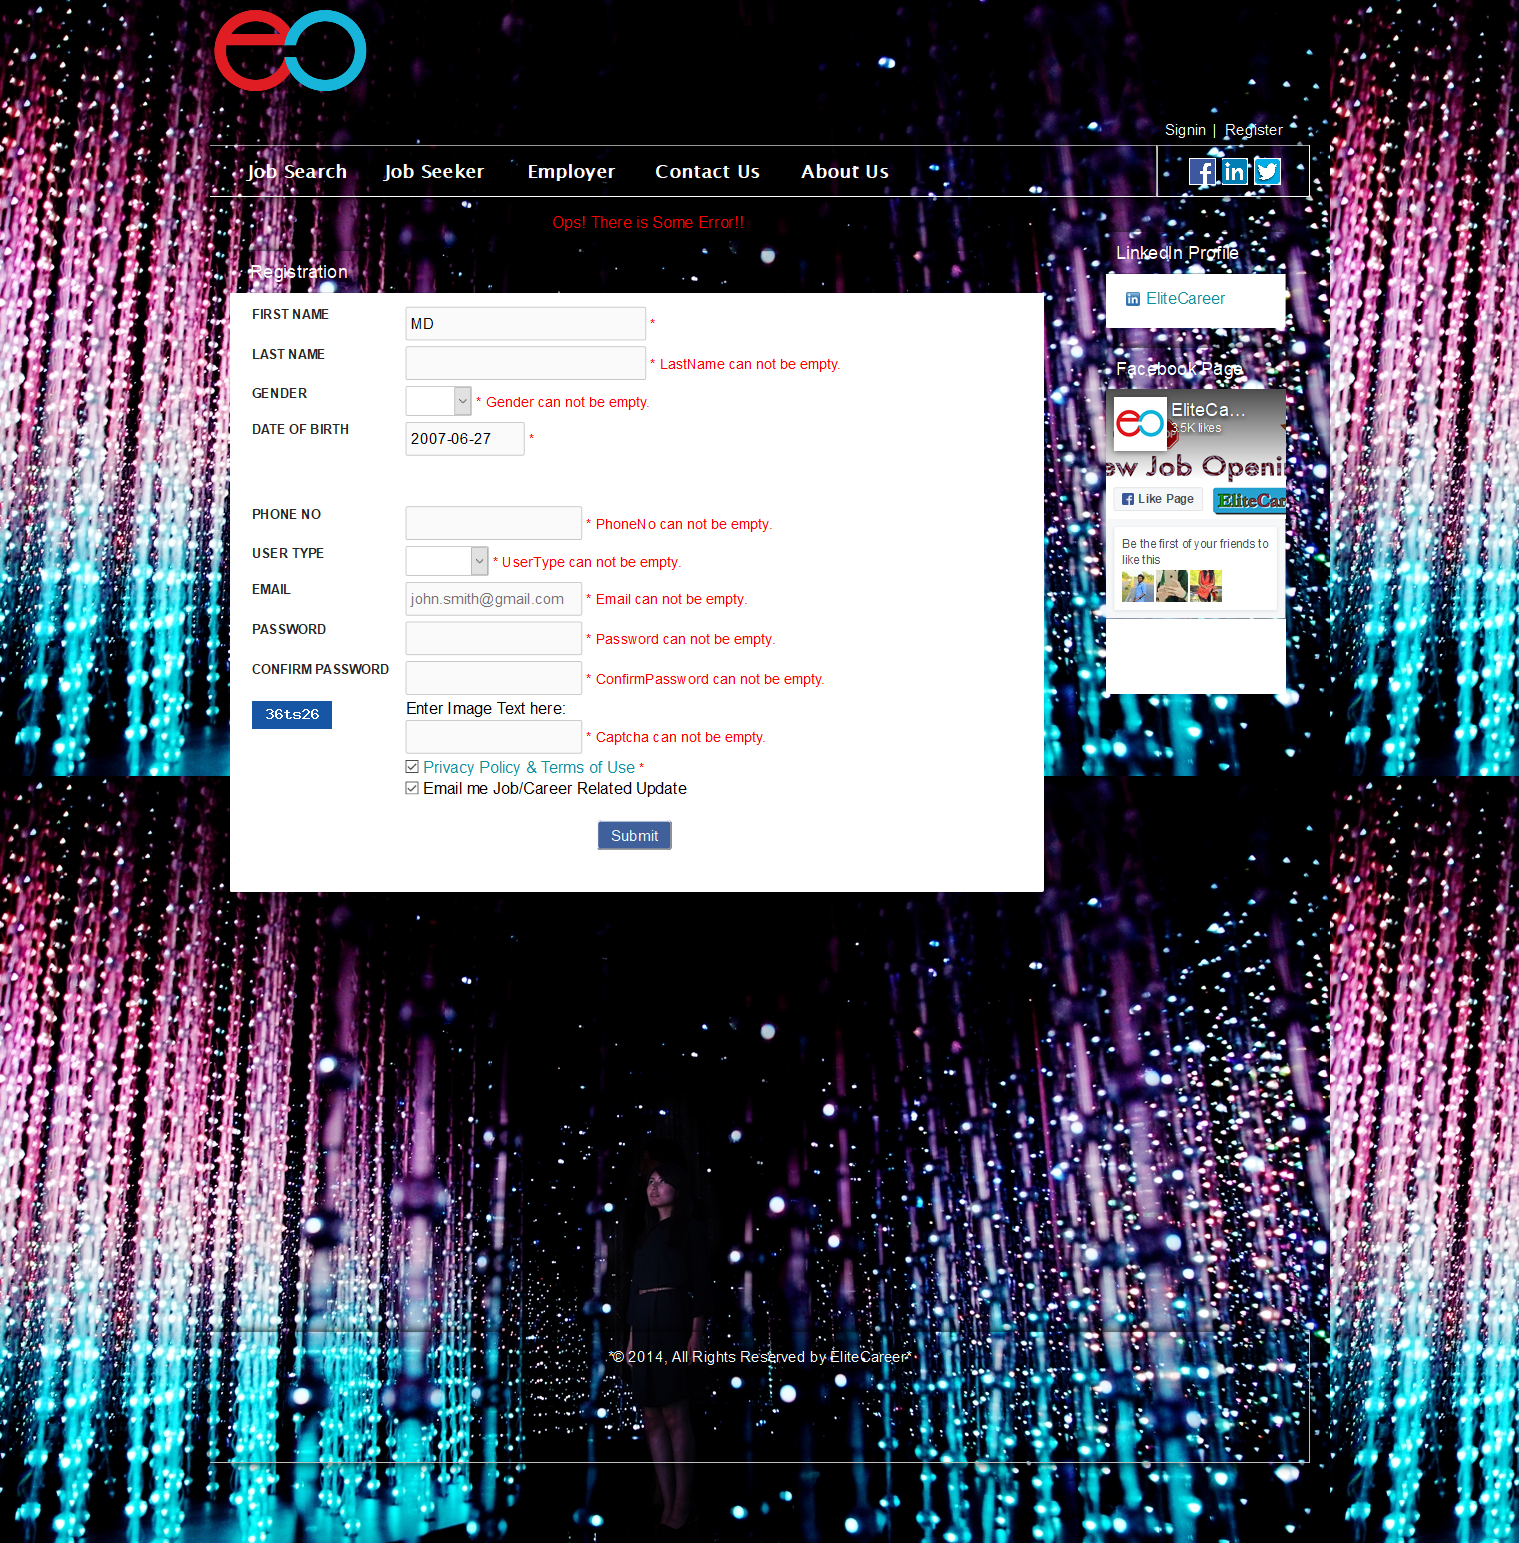 eo
Signin | Register
Job Search Job Seeker Employer Contact Us About Us
Ops! There is Some Error!!
Registration
FIRST NAME MD *
LAST NAME * LastName can not be empty.
GENDER * Gender can not be empty.
DATE OF BIRTH 2007-06-27 *
PHONE NO * PhoneNo can not be empty.
USER TYPE * UserType can not be empty.
EMAIL john.smith@gmail.com * Email can not be empty.
PASSWORD * Password can not be empty.
CONFIRM PASSWORD * ConfirmPassword can not be empty.
36ts26 Enter Image Text here:
* Captcha can not be empty.
Privacy Policy & Terms of Use *
Email me Job/Career Related Update
Submit
LinkedIn Profile
EliteCareer
Facebook Page
EliteCa...
3.5K likes
ew Job Openi
Like Page EliteCar
Be the first of your friends to
like this
*© 2014, All Rights Reserved by EliteCareer*